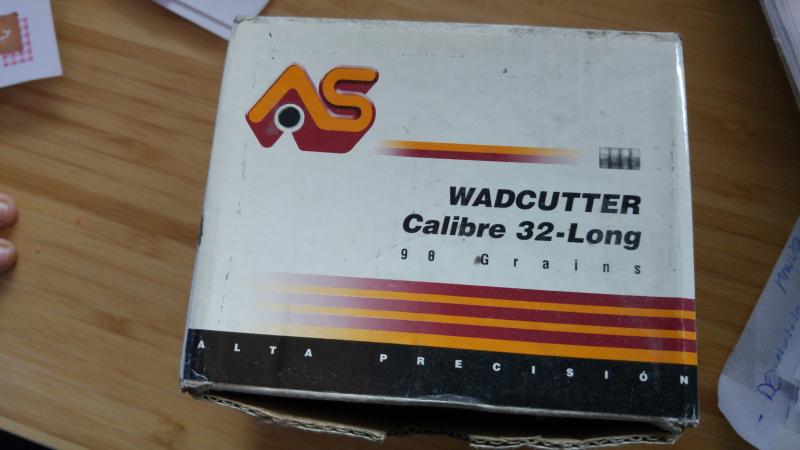 AS
WADCUTTER
Calibre 32-Long
98 Grains
ALTA PRECISIÓN